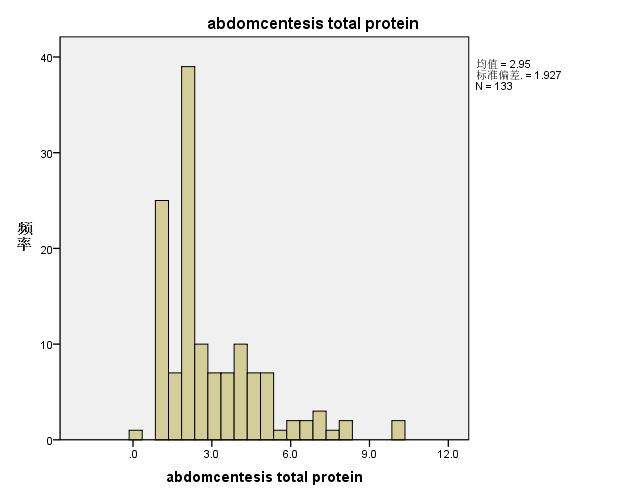 abdomcentesis total protein
均值 = 2.95
标准偏差. = 1.927
N = 133
40
30
20
10
0
频率
.0 3.0 6.0 9.0 12.0
abdomcentesis total protein